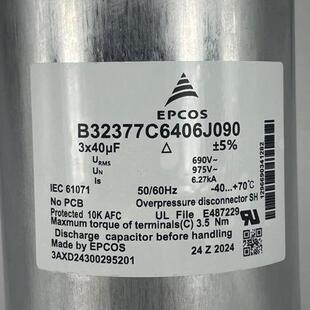 EPCOS
B32377C6406J090
3x40µF △ ±5%
URMS 690V~
UN 975V~
Is 6.27kA
IEC 61071 50/60Hz -40...+70°C
No PCB Overpressure disconnector SH
Protected 10K AFC UL File E487229
Maximum torque of terminals(C) 3.5 Nm
Discharge capacitor before handling
Made by EPCOS 24 Z 2024
3AXD24300295201
1256690341282